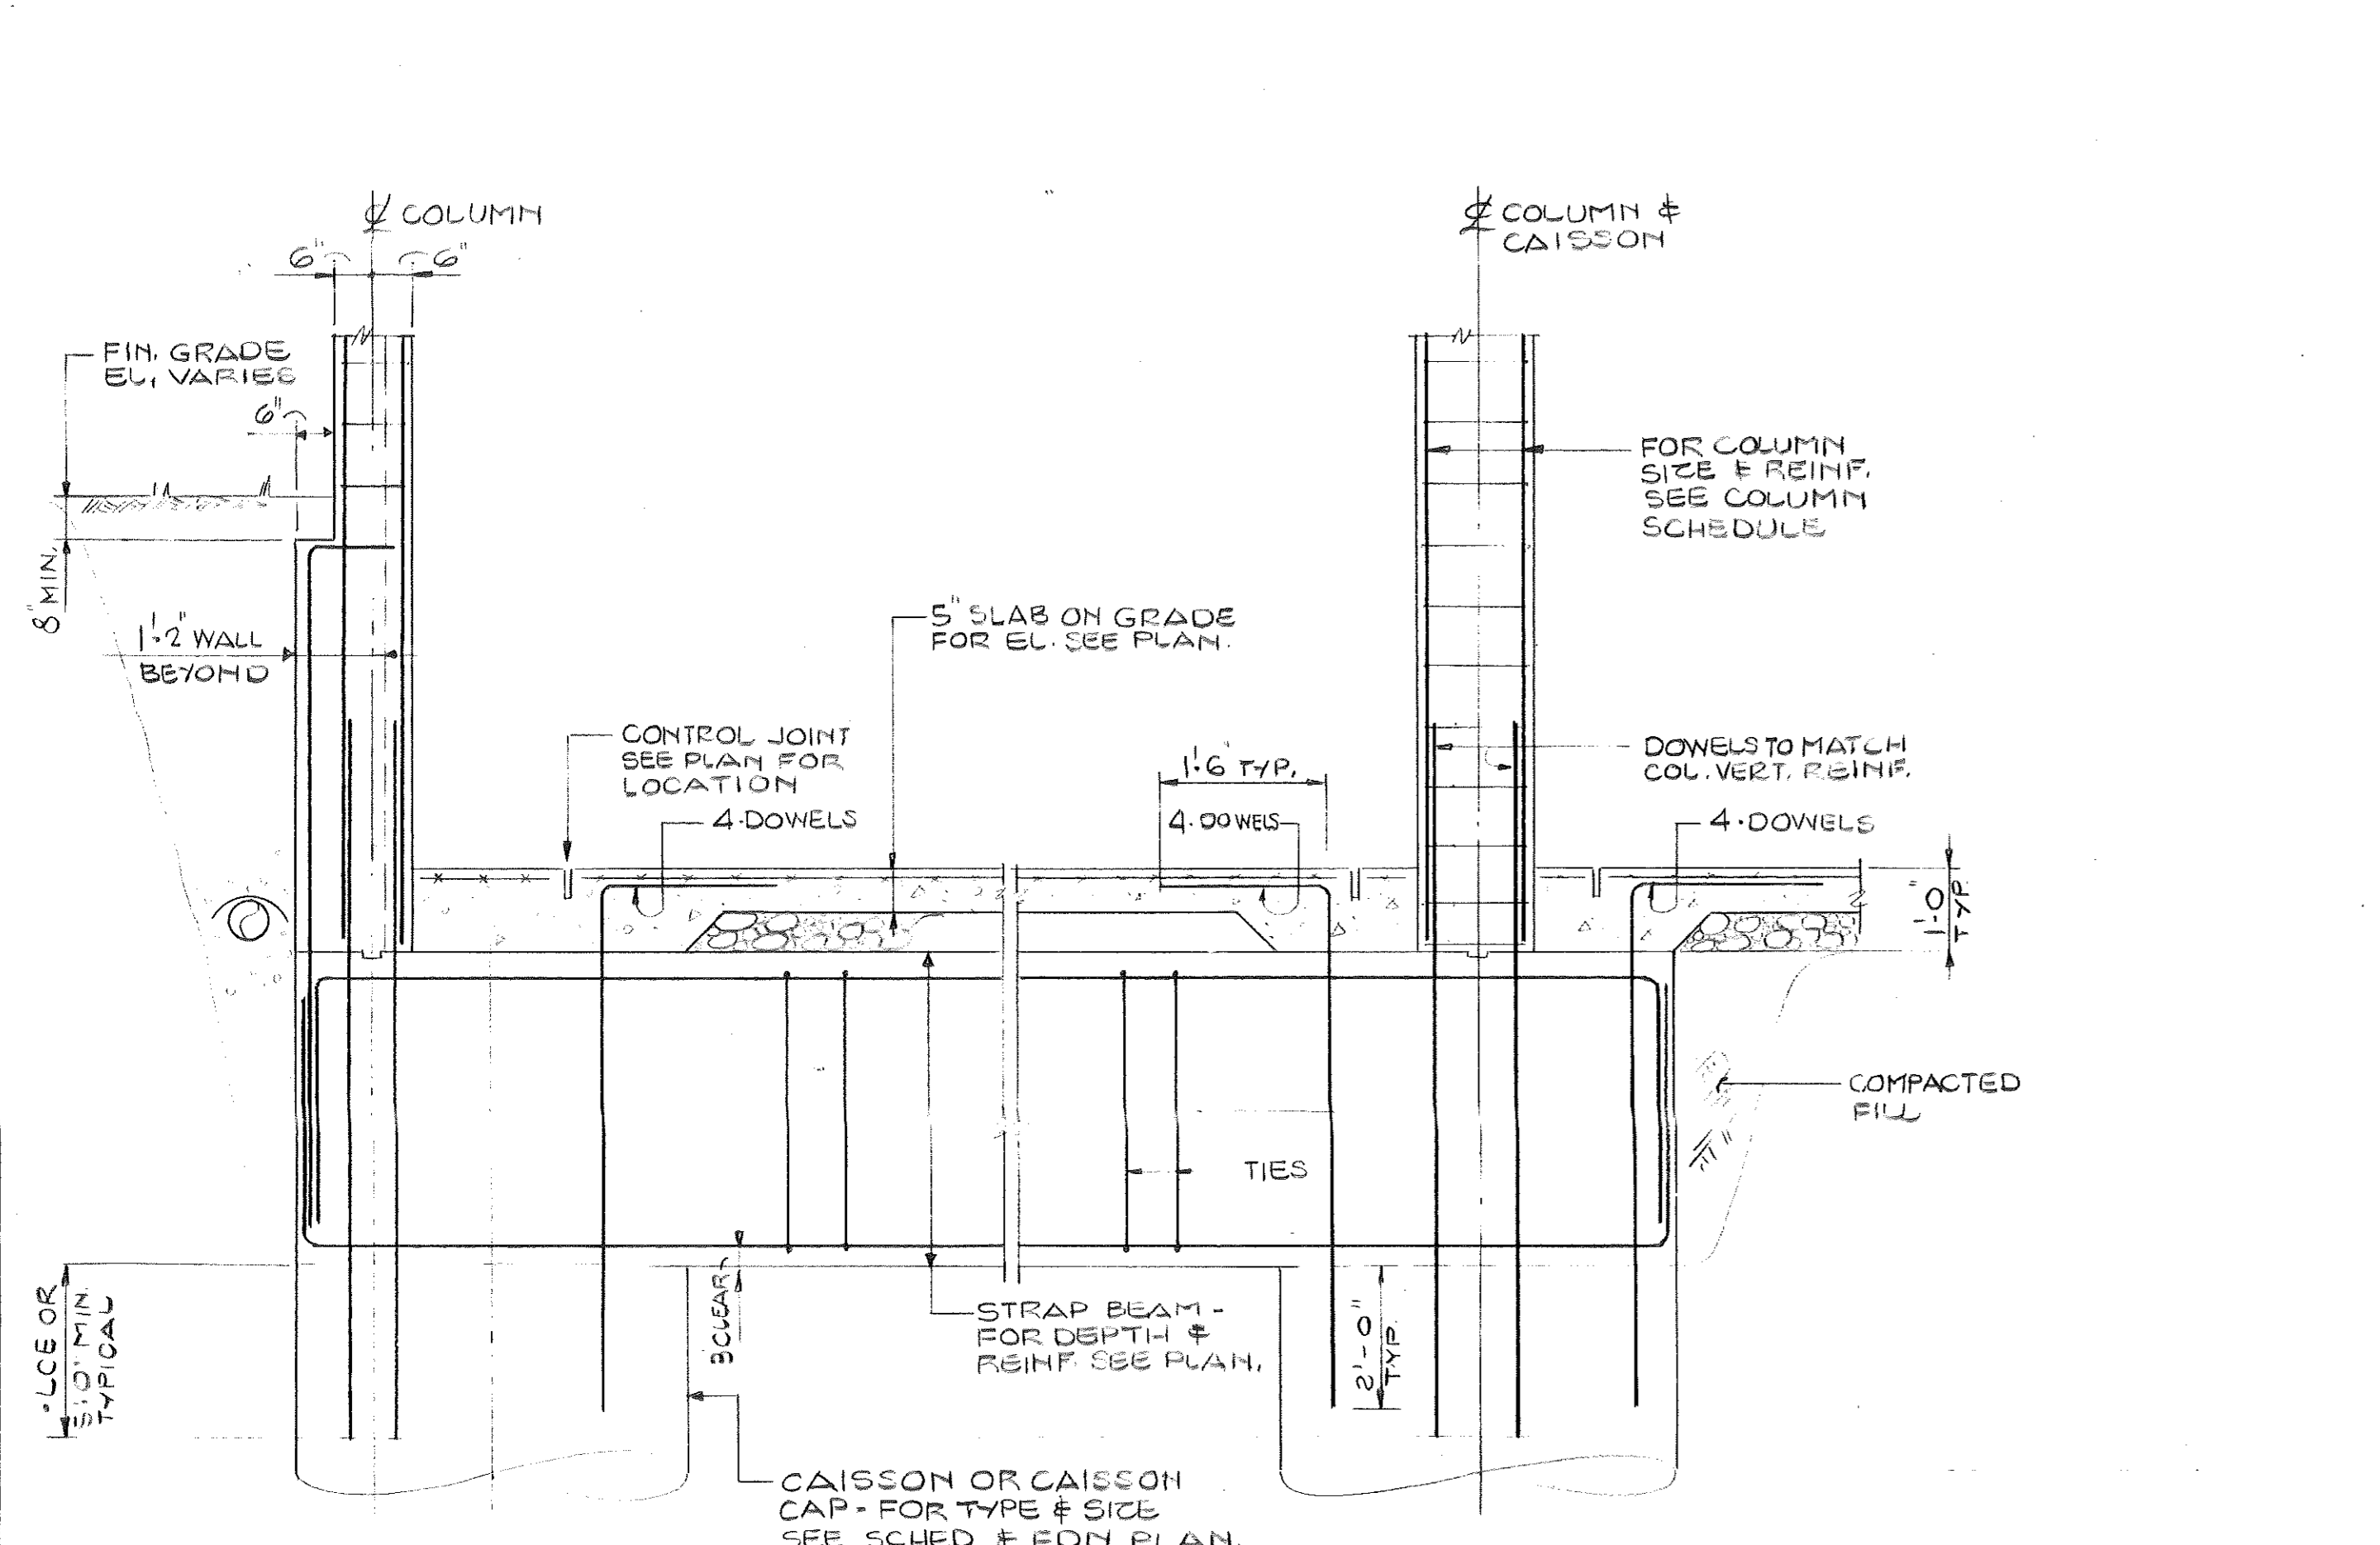 ℄ COLUMN
6" 6"
FIN. GRADE
EL. VARIES
6"
8" MIN.
1'-2" WALL
BEYOND
CONTROL JOINT
SEE PLAN FOR
LOCATION
4-DOWELS
5" SLAB ON GRADE
FOR EL. SEE PLAN.
1'-6" TYP.
4-DOWELS
℄ COLUMN &
CAISSON
FOR COLUMN
SIZE & REINF.
SEE COLUMN
SCHEDULE
DOWELS TO MATCH
COL. VERT. REINF.
4-DOWELS
1'-0"
TYP
COMPACTED
FILL
TIES
3" CLEAR
STRAP BEAM -
FOR DEPTH &
REINF. SEE PLAN.
2'-0"
TYP.
LCE OR
MIN.
TYPICAL
CAISSON OR CAISSON
CAP - FOR TYPE & SIZE
SEE SCHED & FDN PLAN.